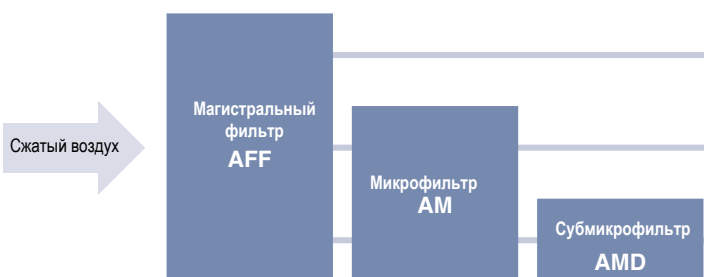 Сжатый воздух
Магистральный
фильтр
AFF
Микрофильтр
AM
Субмикрофильтр
AMD